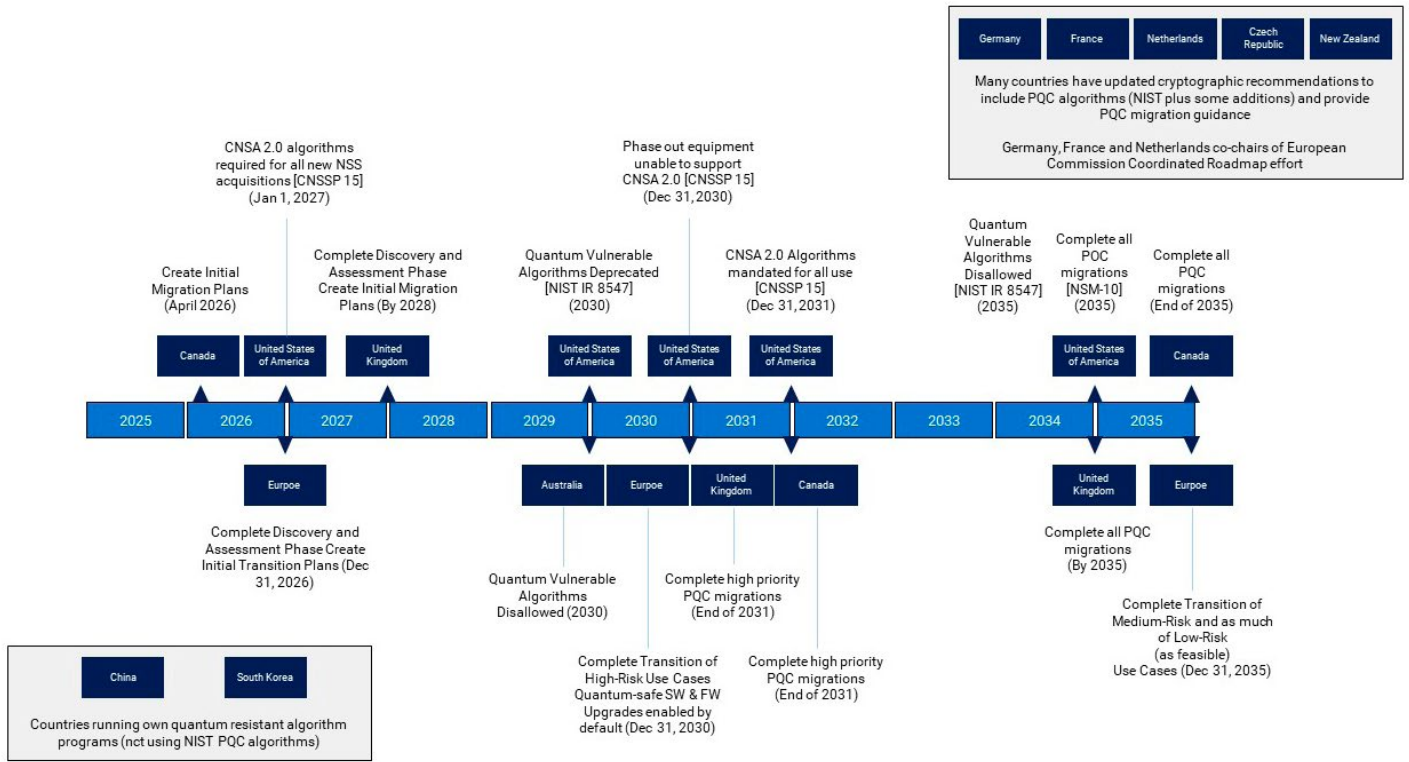 Germany
France
Netherlands
Czech
Republic
New Zealand
Many countries have updated cryptographic recommendations to
include PQC algorithms (NIST plus some additions) and provide
PQC migration guidance
Germany, France and Netherlands co-chairs of European
Commission Coordinated Roadmap effort
CNSA 2.0 algorithms
required for all new NSS
acquisitions [CNSSP 15]
(Jan 1, 2027)
Phase out equipment
unable to support
CNSA 2.0 [CNSSP 15]
(Dec 31, 2030)
Create Initial
Migration Plans
(April 2026)
Complete Discovery and
Assessment Phase
Create Initial Migration
Plans (By 2028)
Quantum Vulnerable
Algorithms Deprecated
[NIST IR 8547]
(2030)
CNSA 2.0 Algorithms
mandated for all use
[CNSSP 15]
(Dec 31, 2031)
Quantum
Vulnerable
Algorithms
Disallowed
[NIST IR 8547]
(2035)
Complete all
POC
migrations
[NSM-10]
(2035)
Complete all
PQC
migrations
(End of 2035)
Canada
United States
of America
United
Kingdom
United States
of America
United States
of America
United States
of America
United States
of America
Canada
2025
2026
2027
2028
2029
2030
2031
2032
2033
2034
2035
Eurpoe
Australia
Eurpoe
United
Kingdom
Canada
United
Kingdom
Eurpoe
Complete Discovery and
Assessment Phase Create
Initial Transition Plans (Dec
31, 2026)
Quantum Vulnerable
Algorithms
Disallowed (2030)
Complete Transition of
High-Risk Use Cases
Quantum-safe SW & FW
Upgrades enabled by
default (Dec 31, 2030)
Complete high priority
PQC migrations
(End of 2031)
Complete high priority
PQC migrations
(End of 2031)
Complete all PQC
migrations
(By 2035)
Complete Transition of
Medium-Risk and as much
of Low-Risk
(as feasible)
Use Cases (Dec 31, 2035)
China
South Korea
Countries running own quantum resistant algorithm
programs (nct using NIST PQC algorithms)